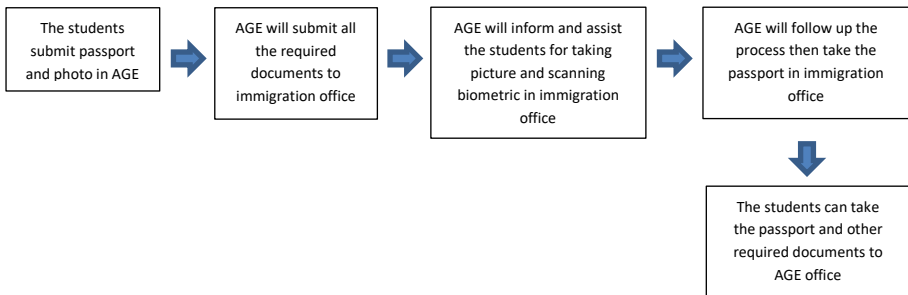 The students
submit passport
and photo in AGE
AGE will submit all
the required
documents to
immigration office
AGE will inform and assist
the students for taking
picture and scanning
biometric in immigration
office
AGE will follow up the
process then take the
passport in immigration
office
The students can take
the passport and other
required documents to
AGE office